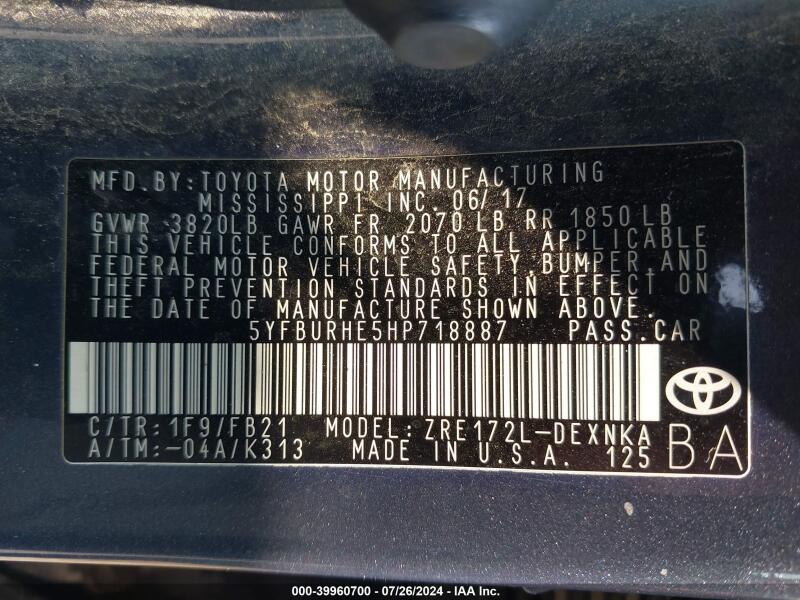 MFD. BY: TOYOTA MOTOR MANUFACTURING
MISSISSIPPI, INC. 06/17
GVWR 3820LB GAWR FR 2070 LB RR 1850 LB
THIS VEHICLE CONFORMS TO ALL APPLICABLE
FEDERAL MOTOR VEHICLE SAFETY, BUMPER, AND
THEFT PREVENTION STANDARDS IN EFFECT ON
THE DATE OF MANUFACTURE SHOWN ABOVE.
5YFBURHE5HP718887 PASS. CAR
C/TR: 1F9/FB21 MODEL: ZRE172L-DEXNKA
A/TM: -04A/K313 MADE IN U.S.A. 125 BA
000-39960700 - 07/26/2024 - IAA Inc.